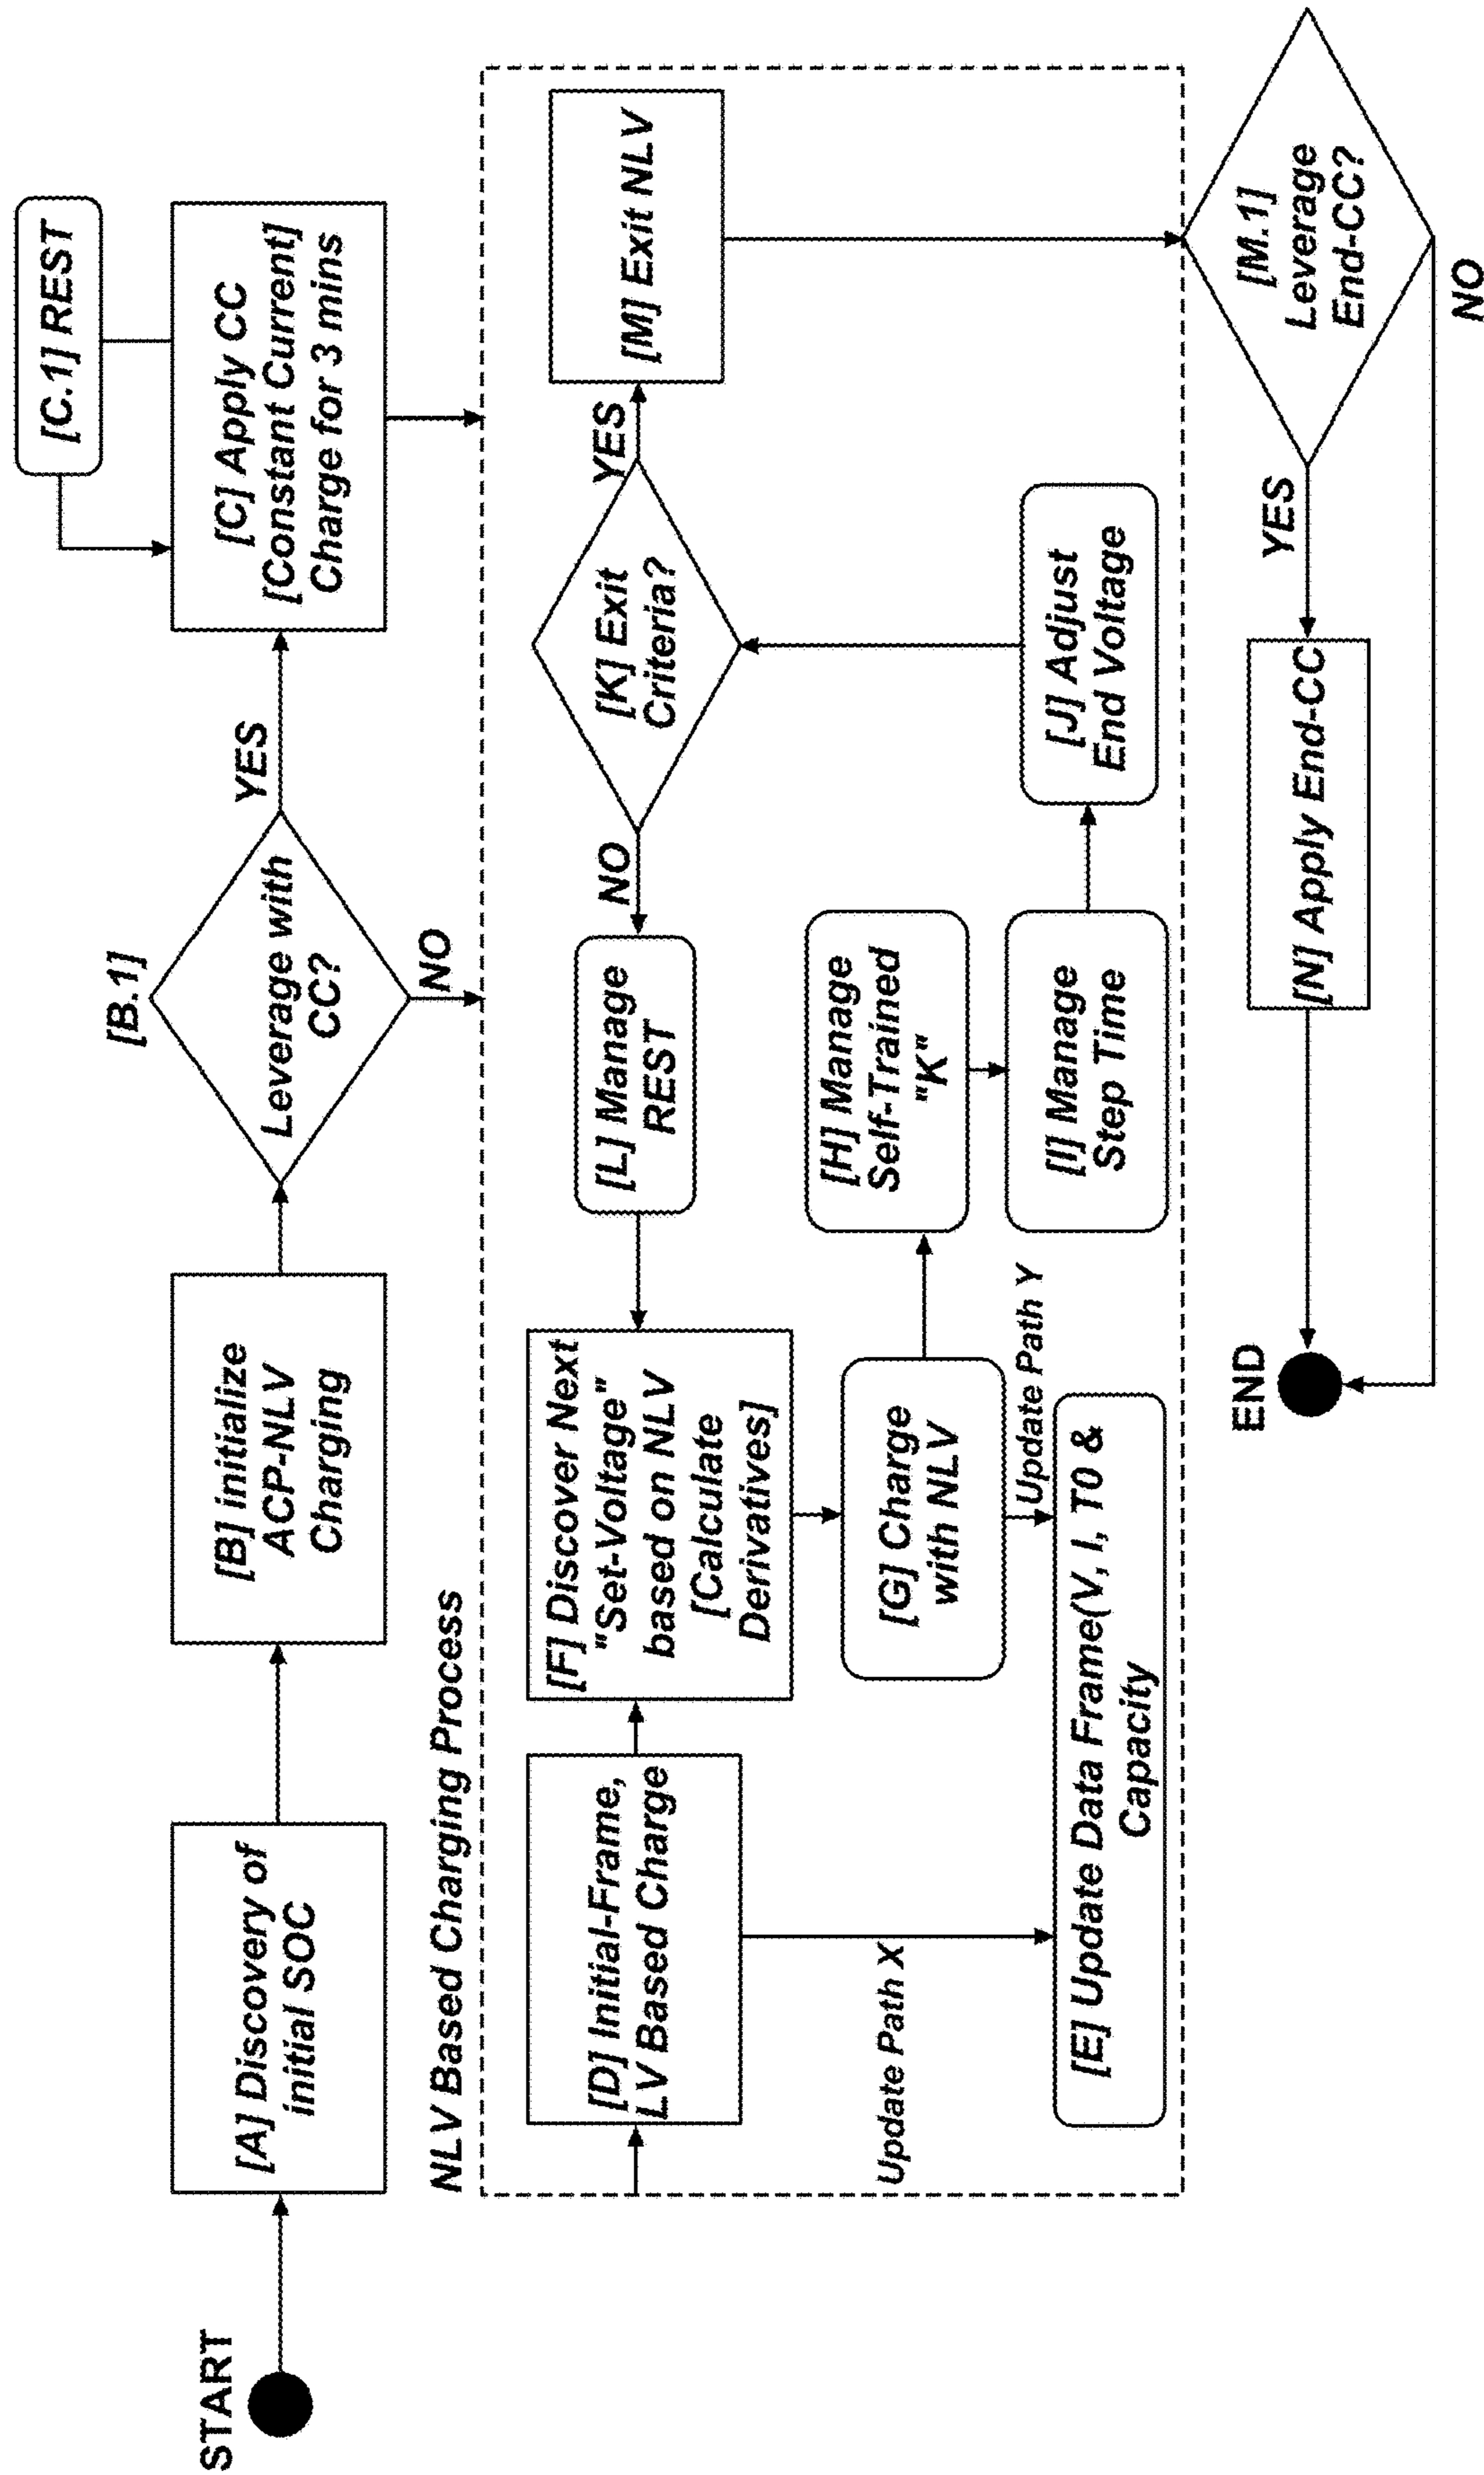 START
[A] Discovery of
initial SOC
[B] initialize
ACP-NLV
Charging
[B.1]
Leverage with
CC?
YES
NO
[C.1] REST
[C] Apply CC
[Constant Current]
Charge for 3 mins
NLV Based Charging Process
[D] Initial-Frame,
LV Based Charge
Update Path X
[E] Update Data Frame(V, I, T0 &
Capacity
[F] Discover Next
"Set-Voltage"
based on NLV
[Calculate
Derivatives]
[G] Charge
with NLV
Update Path Y
[H] Manage
Self-Trained
"K"
[I] Manage
Step Time
[J] Adjust
End Voltage
[K] Exit
Criteria?
NO
YES
[L] Manage
REST
[M] Exit NLV
[M.1]
Leverage
End-CC?
YES
NO
[N] Apply End-CC
END